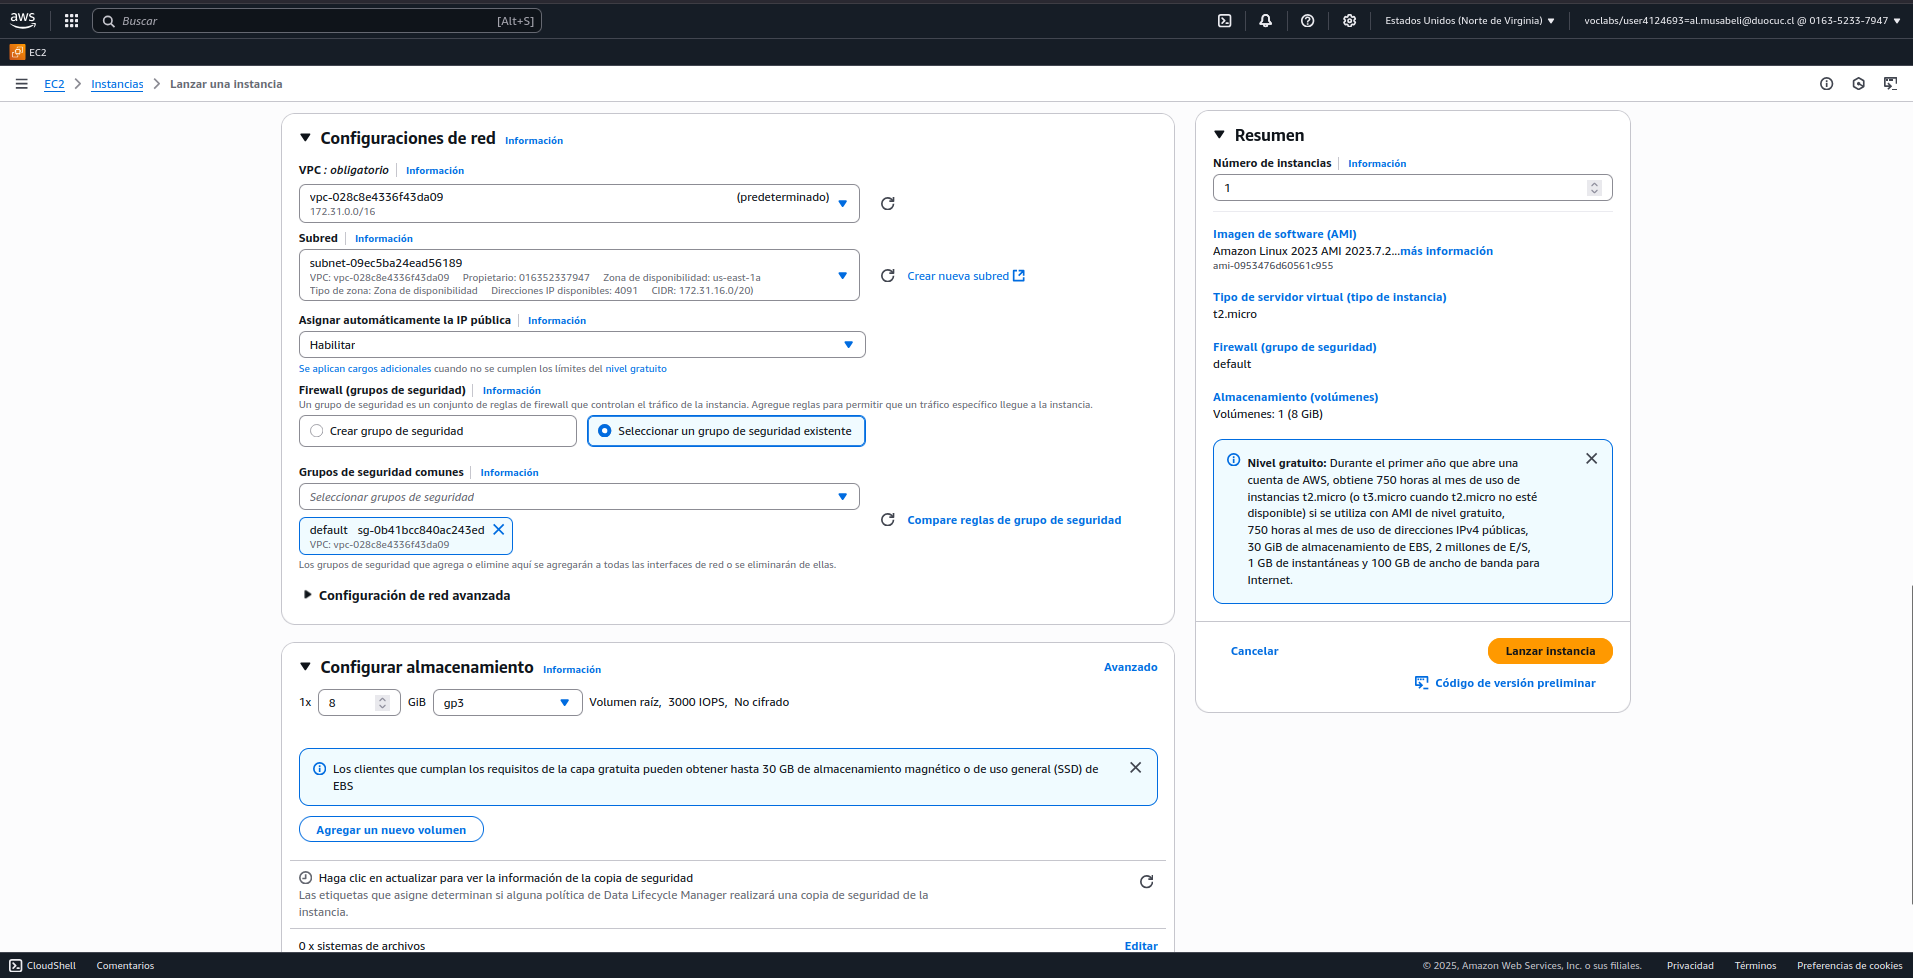 aws
Buscar
[Alt+S]
Estados Unidos (Norte de Virginia)
voclabs/user4124693=al.musabeli@duocuc.cl @ 0163-5233-7947
EC2
EC2
Instancias
Lanzar una instancia
Configuraciones de red
Información
VPC : obligatorio
Información
vpc-028c8e4336f43da09
(predeterminado)
172.31.0.0/16
Subred
Información
subnet-09ec5ba24ead56189
VPC: vpc-028c8e4336f43da09 Propietario: 016352337947 Zona de disponibilidad: us-east-1a
Tipo de zona: Zona de disponibilidad Direcciones IP disponibles: 4091 CIDR: 172.31.16.0/20)
Crear nueva subred
Asignar automáticamente la IP pública
Información
Habilitar
Se aplican cargos adicionales cuando no se cumplen los límites del nivel gratuito
Firewall (grupos de seguridad)
Información
Un grupo de seguridad es un conjunto de reglas de firewall que controlan el tráfico de la instancia. Agregue reglas para permitir que un tráfico específico llegue a la instancia.
Crear grupo de seguridad
Seleccionar un grupo de seguridad existente
Grupos de seguridad comunes
Información
Seleccionar grupos de seguridad
default sg-0b41bcc840ac243ed
VPC: vpc-028c8e4336f43da09
Compare reglas de grupo de seguridad
Los grupos de seguridad que agrega o elimine aquí se agregarán a todas las interfaces de red o se eliminarán de ellas.
Configuración de red avanzada
Configurar almacenamiento
Información
Avanzado
1x
8
GiB
gp3
Volumen raíz, 3000 IOPS, No cifrado
Los clientes que cumplan los requisitos de la capa gratuita pueden obtener hasta 30 GB de almacenamiento magnético o de uso general (SSD) de
EBS
Agregar un nuevo volumen
Haga clic en actualizar para ver la información de la copia de seguridad
Las etiquetas que asigne determinan si alguna política de Data Lifecycle Manager realizará una copia de seguridad de la
instancia.
0 x sistemas de archivos
Editar
Resumen
Número de instancias
Información
1
Imagen de software (AMI)
Amazon Linux 2023 AMI 2023.7.2...más información
ami-0953476d60561c955
Tipo de servidor virtual (tipo de instancia)
t2.micro
Firewall (grupo de seguridad)
default
Almacenamiento (volúmenes)
Volúmenes: 1 (8 GiB)
Nivel gratuito: Durante el primer año que abre una
cuenta de AWS, obtiene 750 horas al mes de uso de
instancias t2.micro (o t3.micro cuando t2.micro no esté
disponible) si se utiliza con AMI de nivel gratuito,
750 horas al mes de uso de direcciones IPv4 públicas,
30 GiB de almacenamiento de EBS, 2 millones de E/S,
1 GB de instantáneas y 100 GB de ancho de banda para
Internet.
Cancelar
Lanzar instancia
Código de versión preliminar
CloudShell
Comentarios
© 2025, Amazon Web Services, Inc. o sus filiales.
Privacidad
Términos
Preferencias de cookies